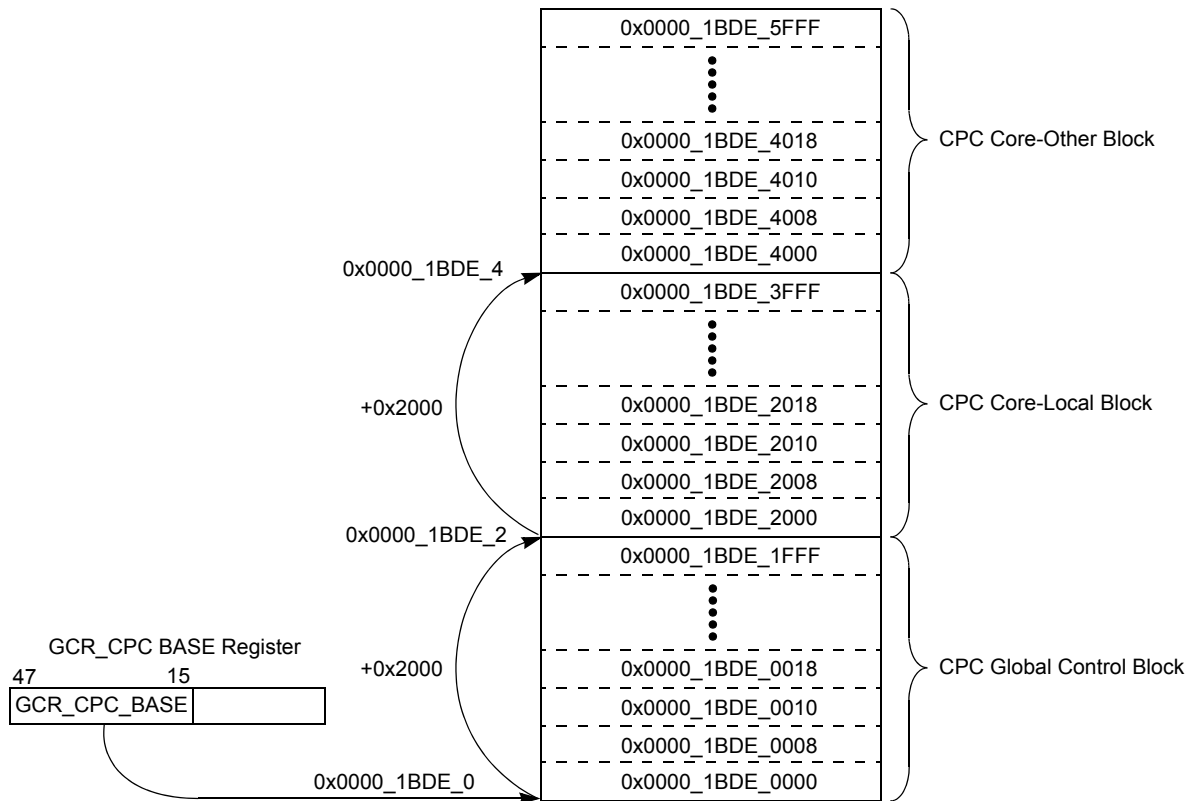 0x0000_1BDE_5FFF
0x0000_1BDE_4018
CPC Core-Other Block
0x0000_1BDE_4010
0x0000_1BDE_4008
0x0000_1BDE_4000
0x0000_1BDE_4
0x0000_1BDE_3FFF
+0x2000
0x0000_1BDE_2018
CPC Core-Local Block
0x0000_1BDE_2010
0x0000_1BDE_2008
0x0000_1BDE_2000
0x0000_1BDE_2
0x0000_1BDE_1FFF
GCR_CPC BASE Register
47 15
GCR_CPC_BASE
+0x2000
0x0000_1BDE_0018
CPC Global Control Block
0x0000_1BDE_0010
0x0000_1BDE_0008
0x0000_1BDE_0
0x0000_1BDE_0000